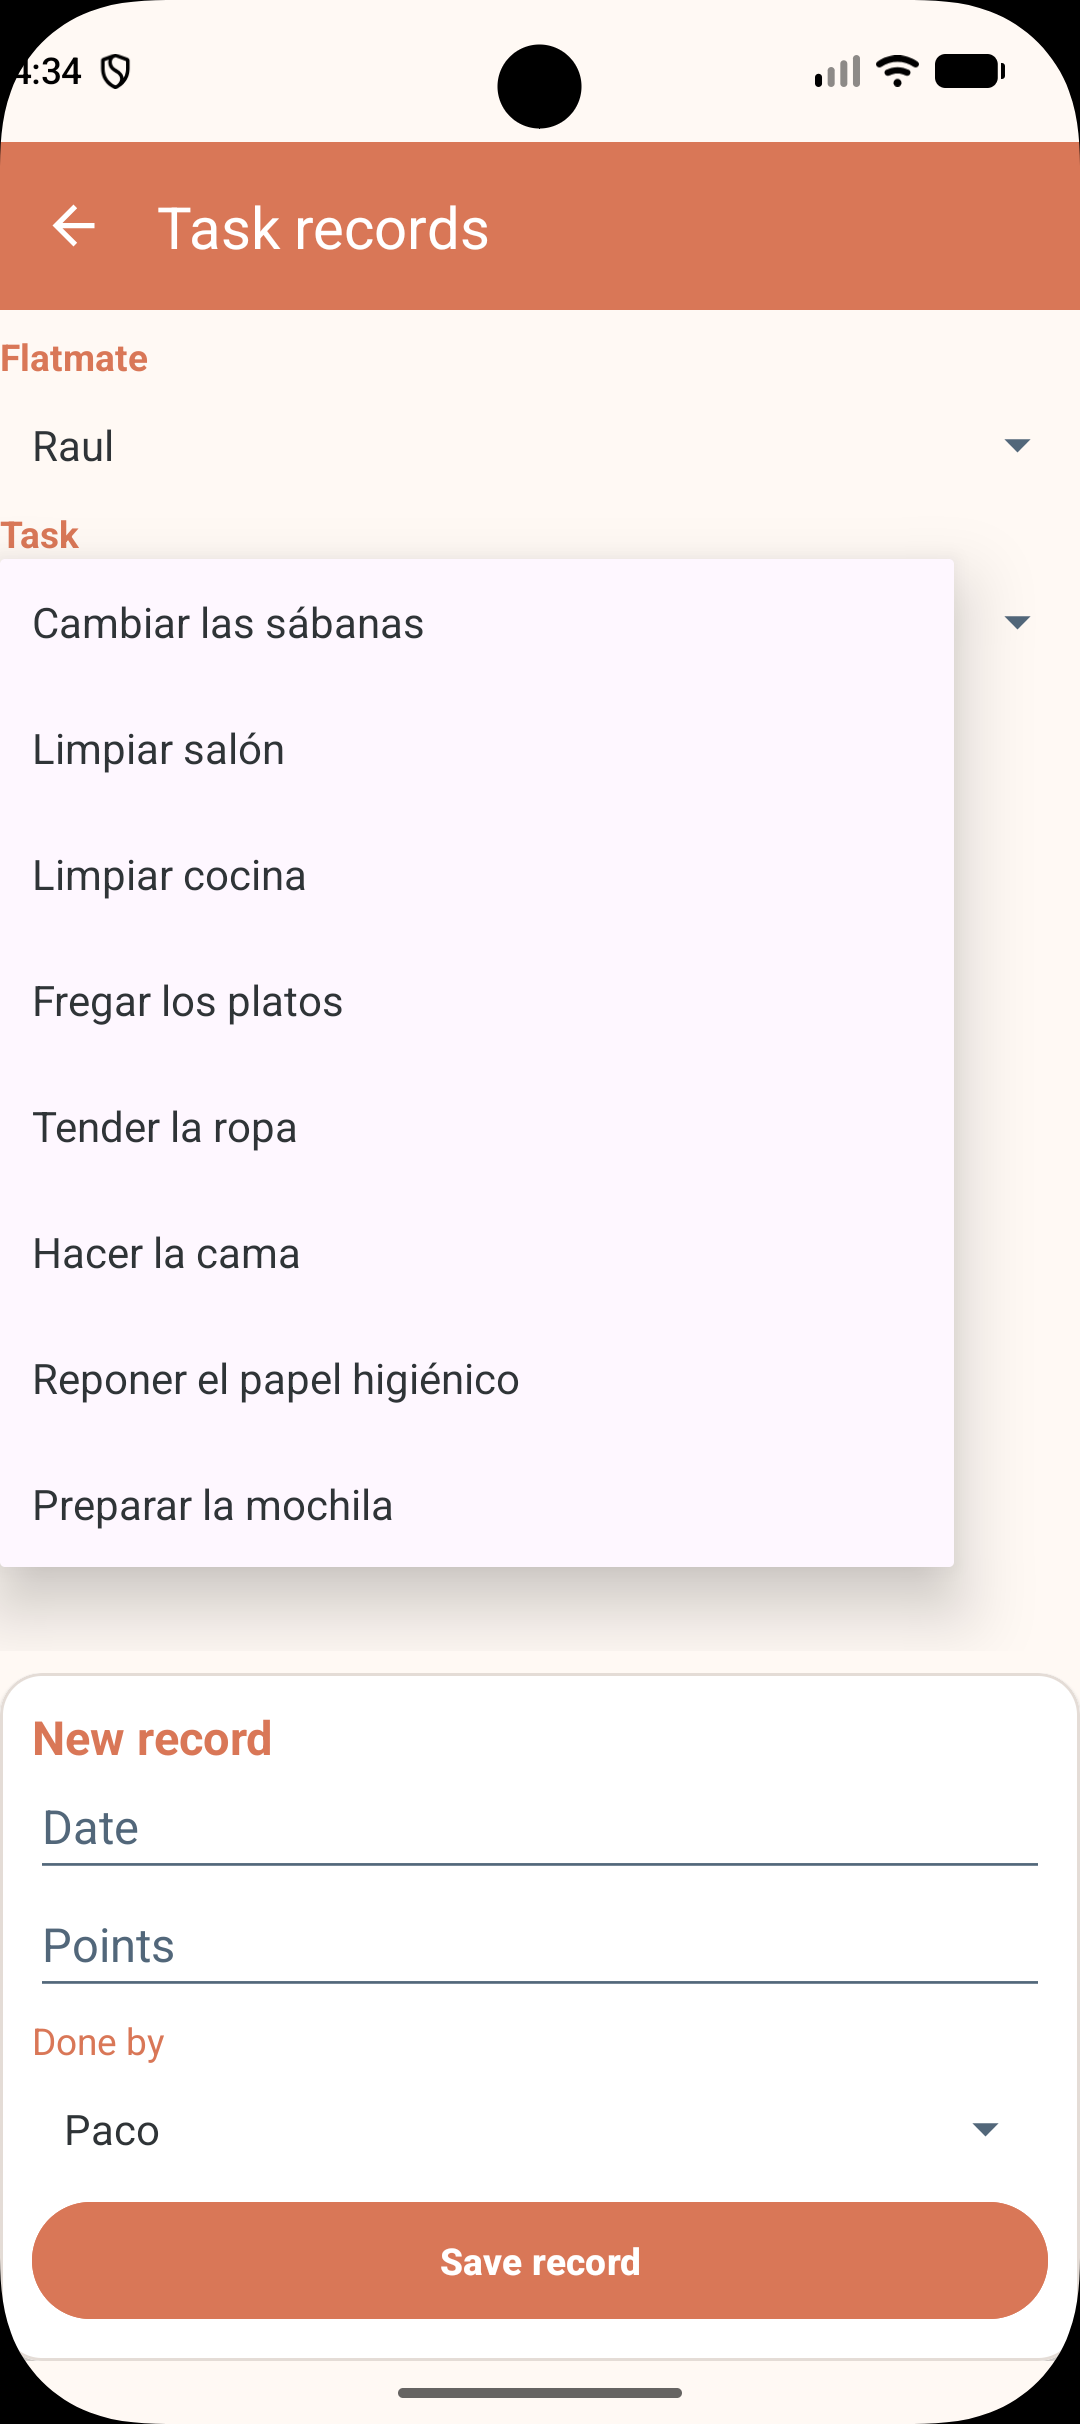 4:34
Task records
Flatmate
Raul
Task
Cambiar las sábanas
Limpiar salón
Limpiar cocina
Fregar los platos
Tender la ropa
Hacer la cama
Reponer el papel higiénico
Preparar la mochila
New record
Date
Points
Done by
Paco
Save record